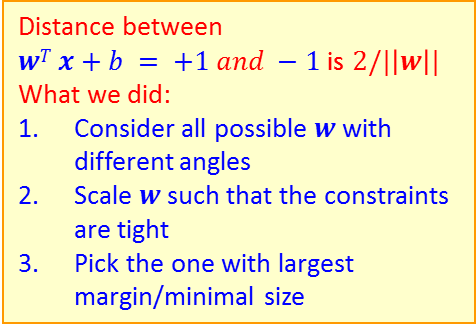 Distance between
wᵀ x + b = +1 and − 1 is 2/||w||
What we did:
1. Consider all possible w with
different angles
2. Scale w such that the constraints
are tight
3. Pick the one with largest
margin/minimal size